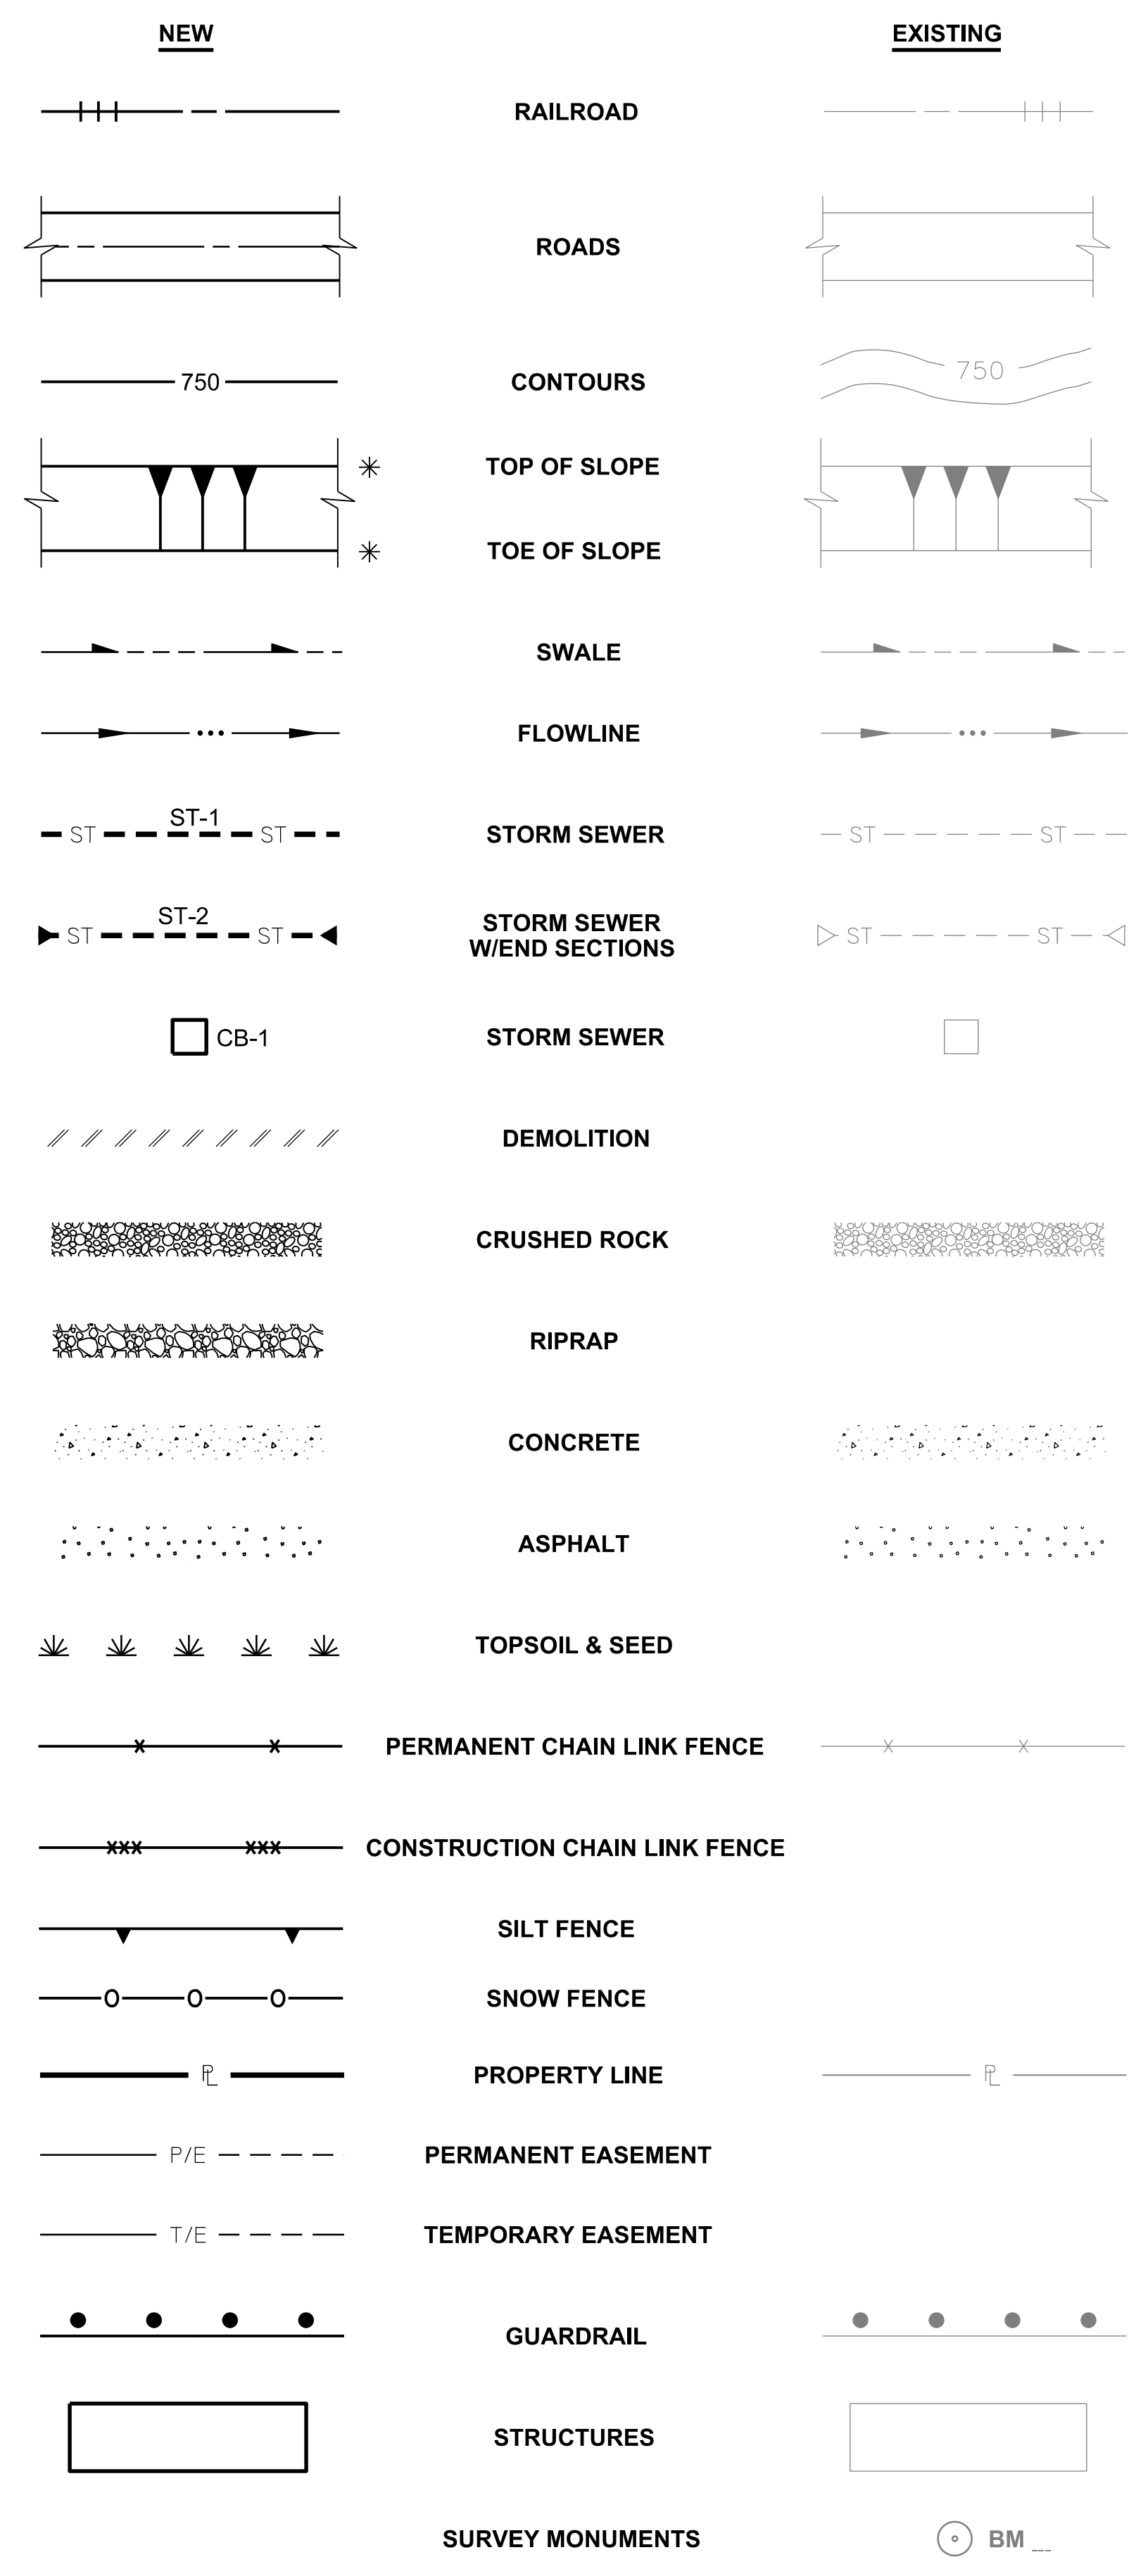 NEW EXISTING
RAILROAD
ROADS
750 CONTOURS 750
TOP OF SLOPE
TOE OF SLOPE
SWALE
FLOWLINE
ST-1
ST ST STORM SEWER ST ST
ST-2
STORM SEWER
ST ST W/END SECTIONS ST ST
CB-1 STORM SEWER
DEMOLITION
CRUSHED ROCK
RIPRAP
CONCRETE
ASPHALT
TOPSOIL & SEED
PERMANENT CHAIN LINK FENCE
CONSTRUCTION CHAIN LINK FENCE
SILT FENCE
SNOW FENCE
PL PROPERTY LINE PL
P/E PERMANENT EASEMENT
T/E TEMPORARY EASEMENT
GUARDRAIL
STRUCTURES
SURVEY MONUMENTS BM ___